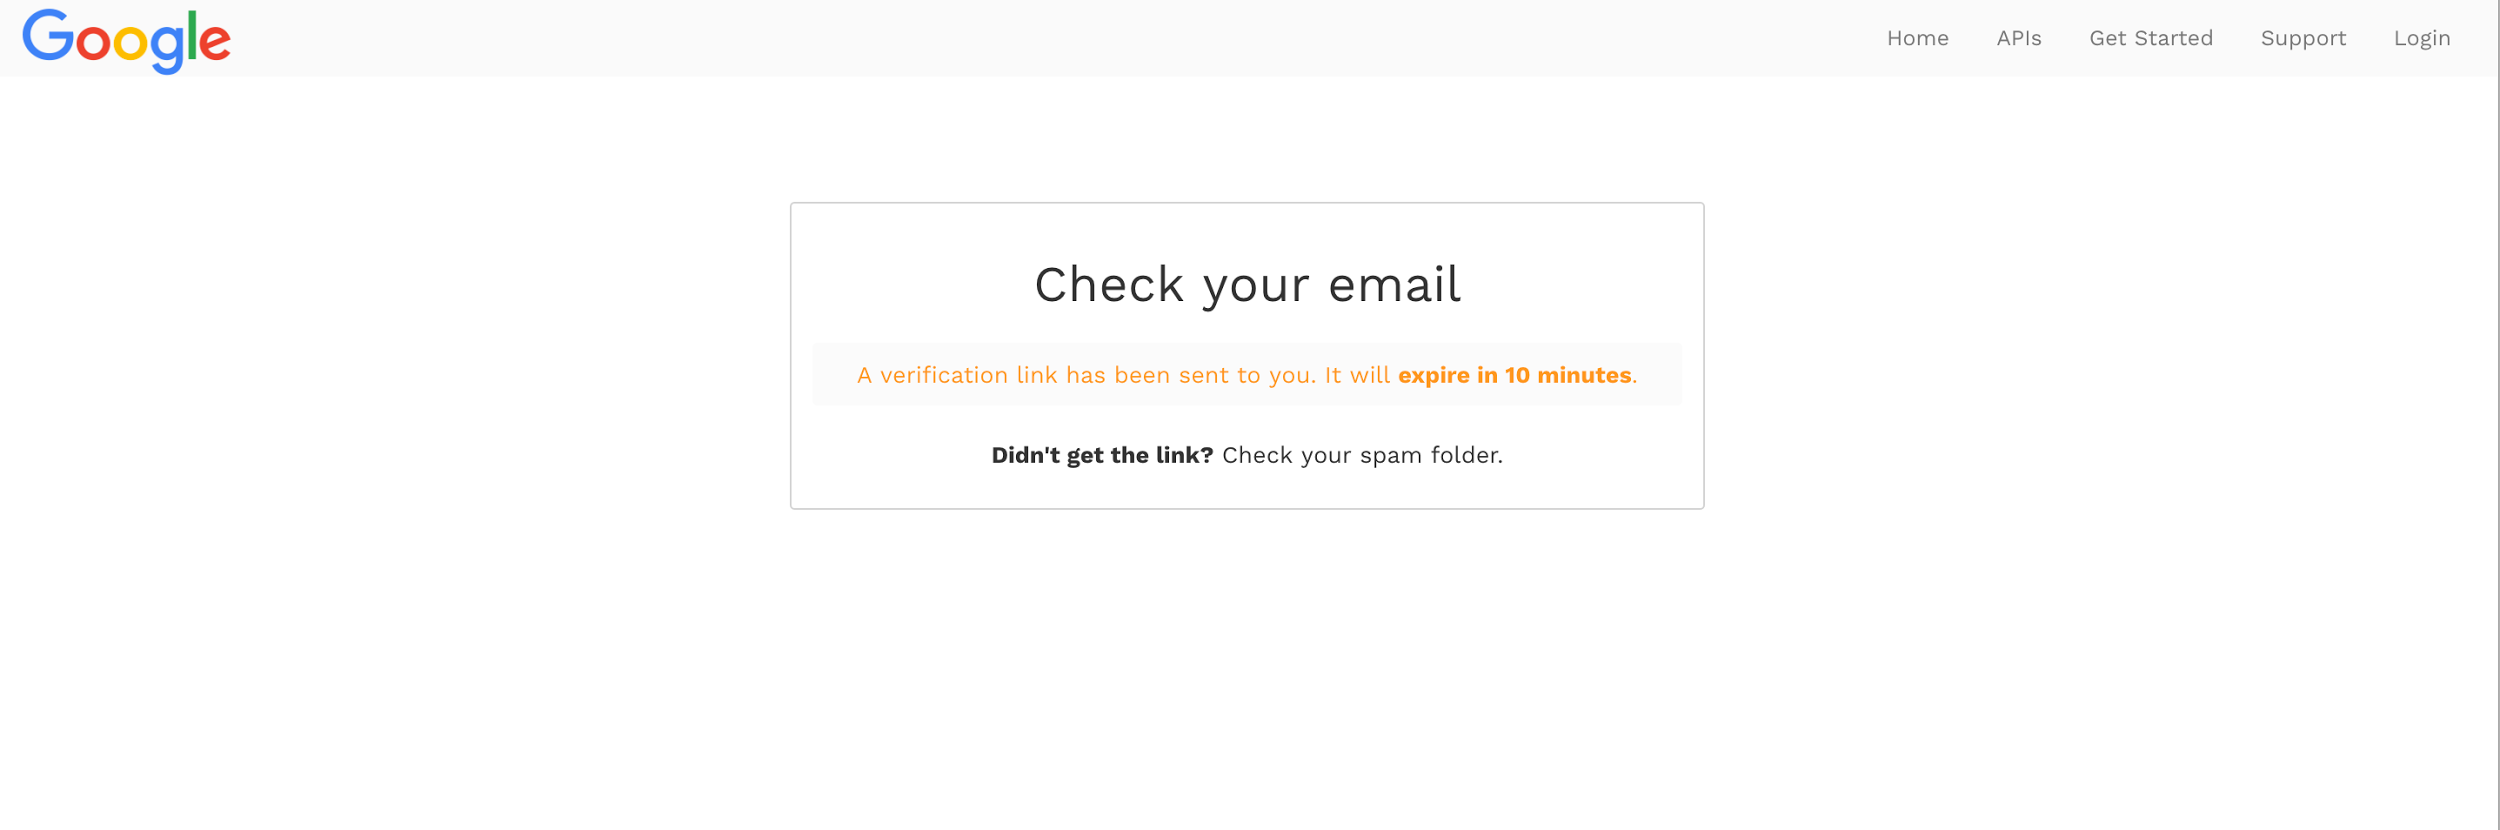 Google
Home APIs Get Started Support Login
Check your email
A verification link has been sent to you. It will expire in 10 minutes.
Didn't get the link? Check your spam folder.